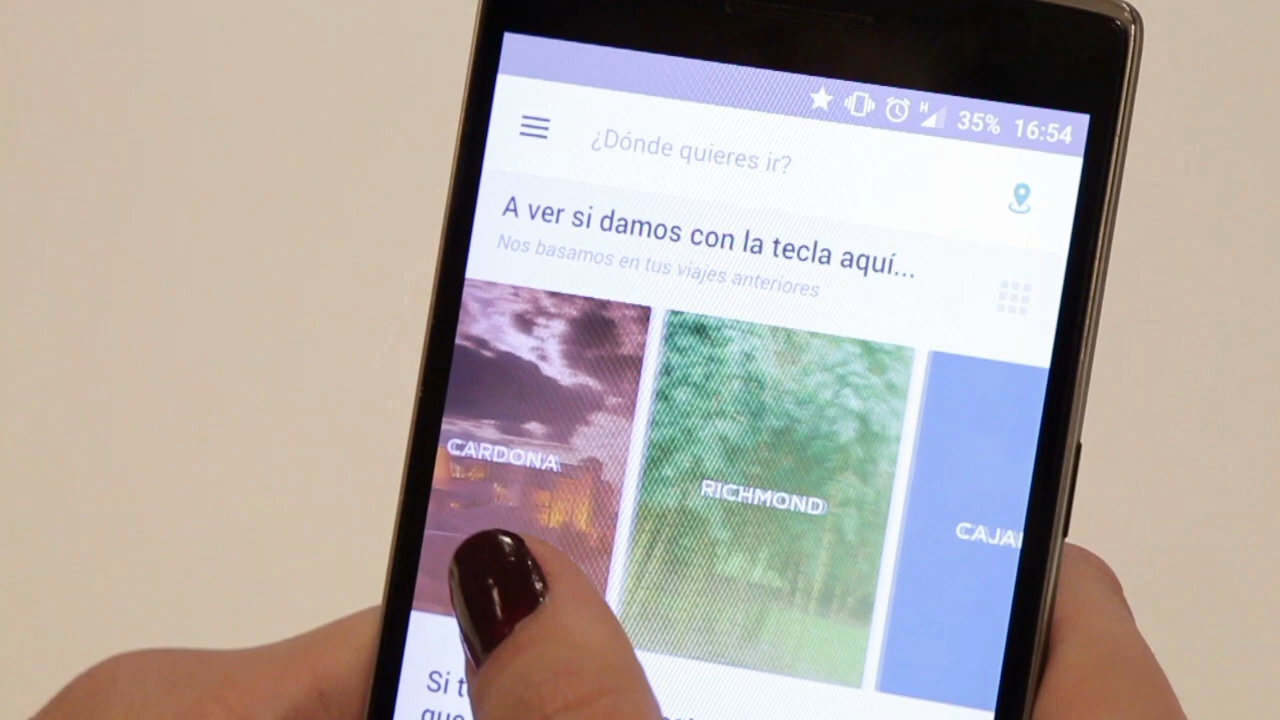 H 35% 16:54
¿Dónde quieres ir?
A ver si damos con la tecla aquí...
Nos basamos en tus viajes anteriores
CARDONA
RICHMOND
CAJA
Si
que